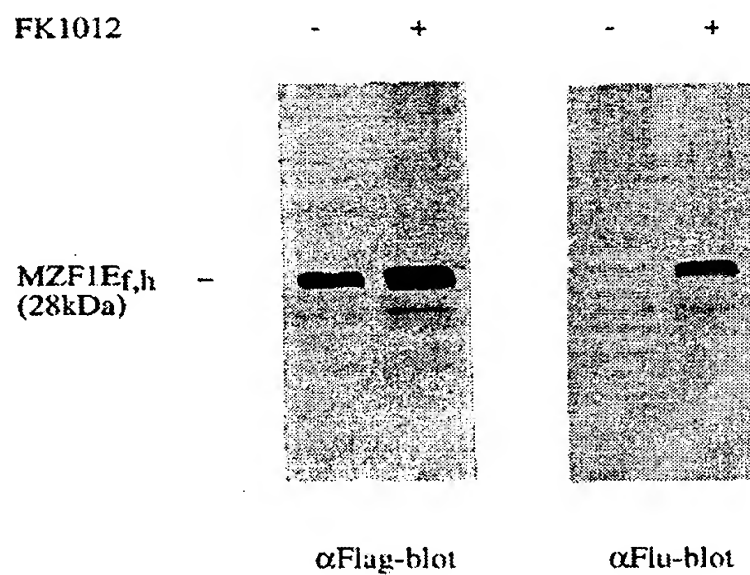 FK1012 - + - +
MZF1Ef,h -
(28kDa)
αFlag-blot αFlu-blot